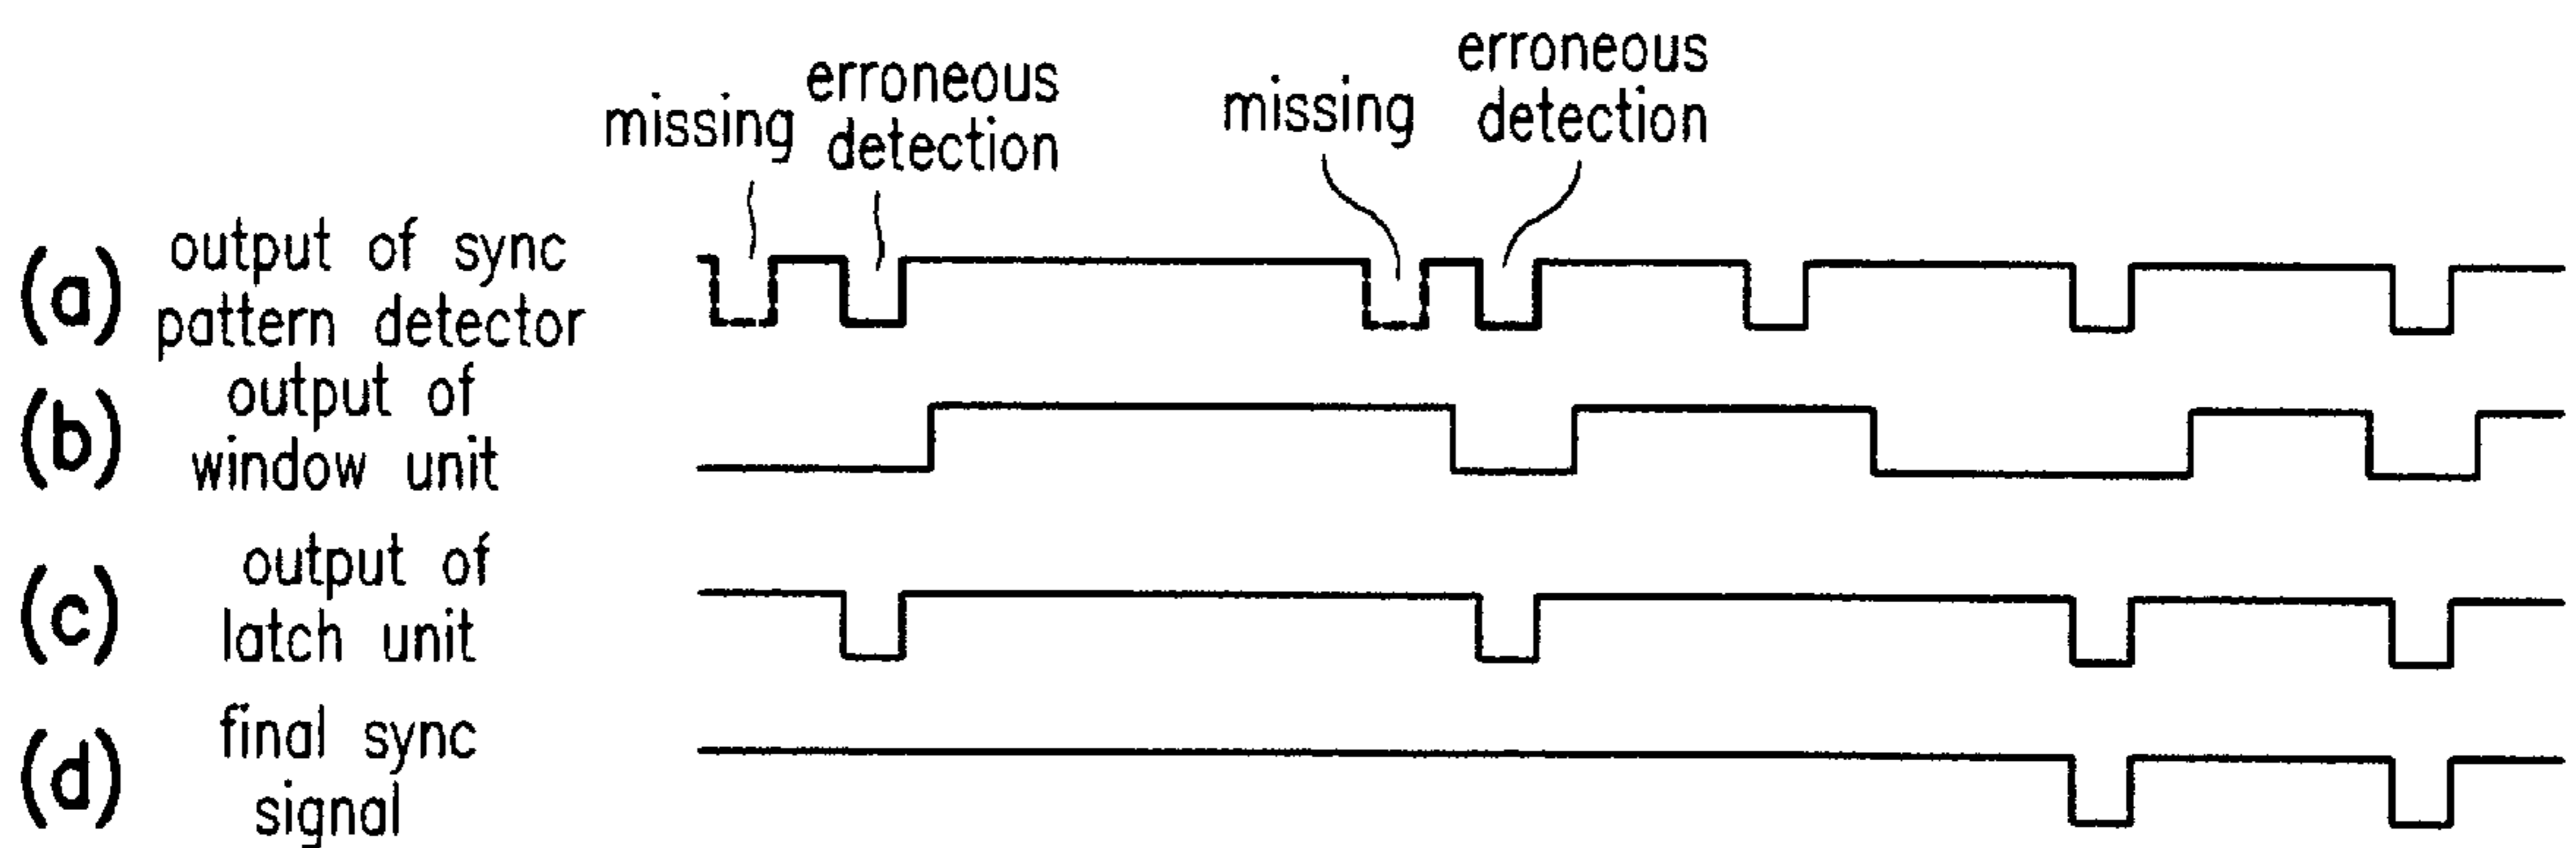 missing
erroneous
detection
missing
erroneous
detection
(a) output of sync
pattern detector
(b) output of
window unit
(c) output of
latch unit
(d) final sync
signal